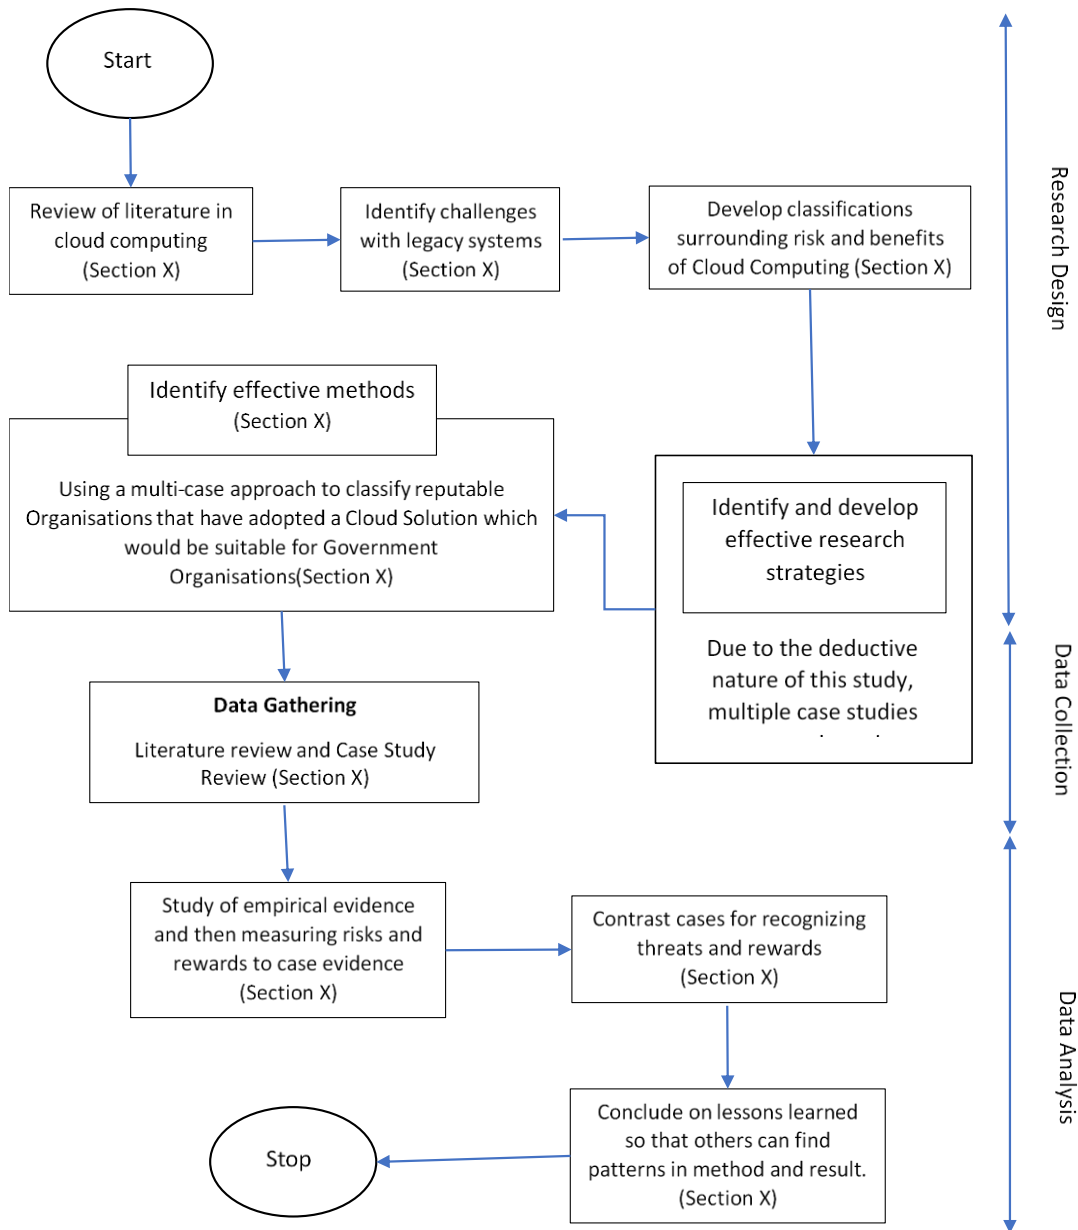 Start
Review of literature in
cloud computing
(Section X)
Identify challenges
with legacy systems
(Section X)
Develop classifications
surrounding risk and benefits
of Cloud Computing (Section X)
Research Design
Identify effective methods
(Section X)
Using a multi-case approach to classify reputable
Organisations that have adopted a Cloud Solution which
would be suitable for Government
Organisations(Section X)
Identify and develop
effective research
strategies
Due to the deductive
nature of this study,
multiple case studies
Data Collection
Data Gathering
Literature review and Case Study
Review (Section X)
Study of empirical evidence
and then measuring risks and
rewards to case evidence
(Section X)
Contrast cases for recognizing
threats and rewards
(Section X)
Data Analysis
Conclude on lessons learned
so that others can find
patterns in method and result.
(Section X)
Stop